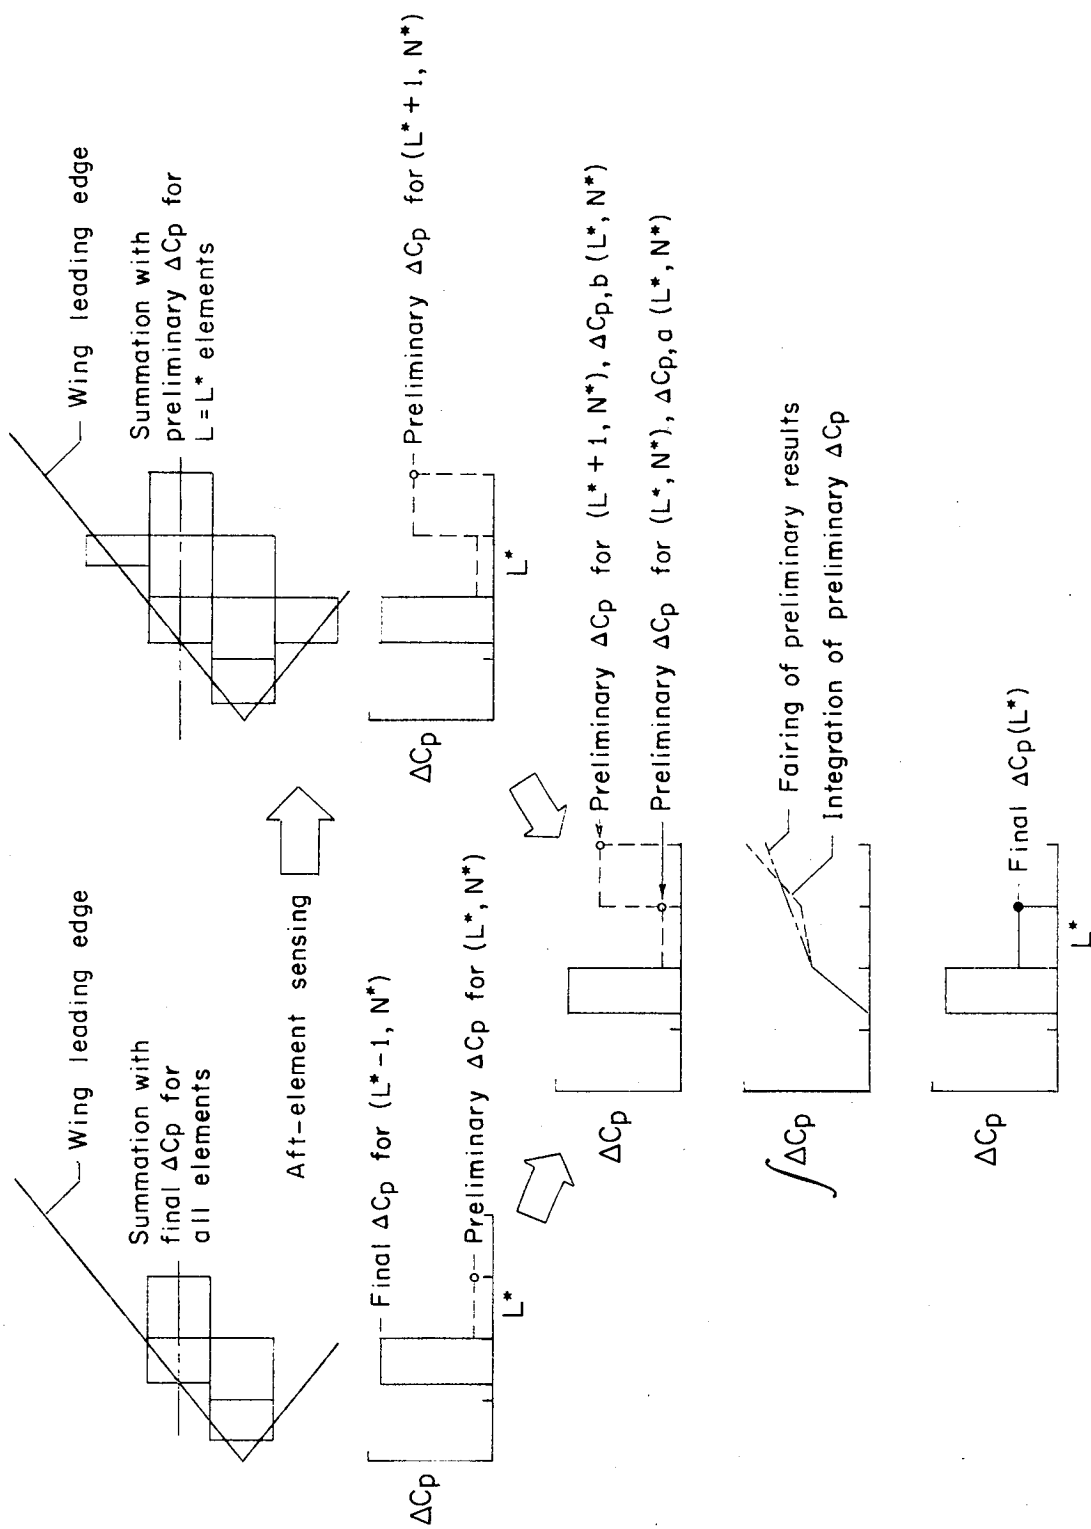 Wing leading edge
Summation with
final ΔCp for
all elements
Aft-element sensing
Wing leading edge
Summation with
preliminary ΔCp for
L=L* elements
ΔCp
Final ΔCp for (L*-1, N*)
Preliminary ΔCp for (L*, N*)
L*
ΔCp
Preliminary ΔCp for (L*+1, N*)
L*
ΔCp
Preliminary ΔCp for (L*+1, N*), ΔCp,b (L*, N*)
Preliminary ΔCp for (L*, N*), ΔCp,a (L*, N*)
∫ΔCp
Fairing of preliminary results
Integration of preliminary ΔCp
ΔCp
Final ΔCp(L*)
L*